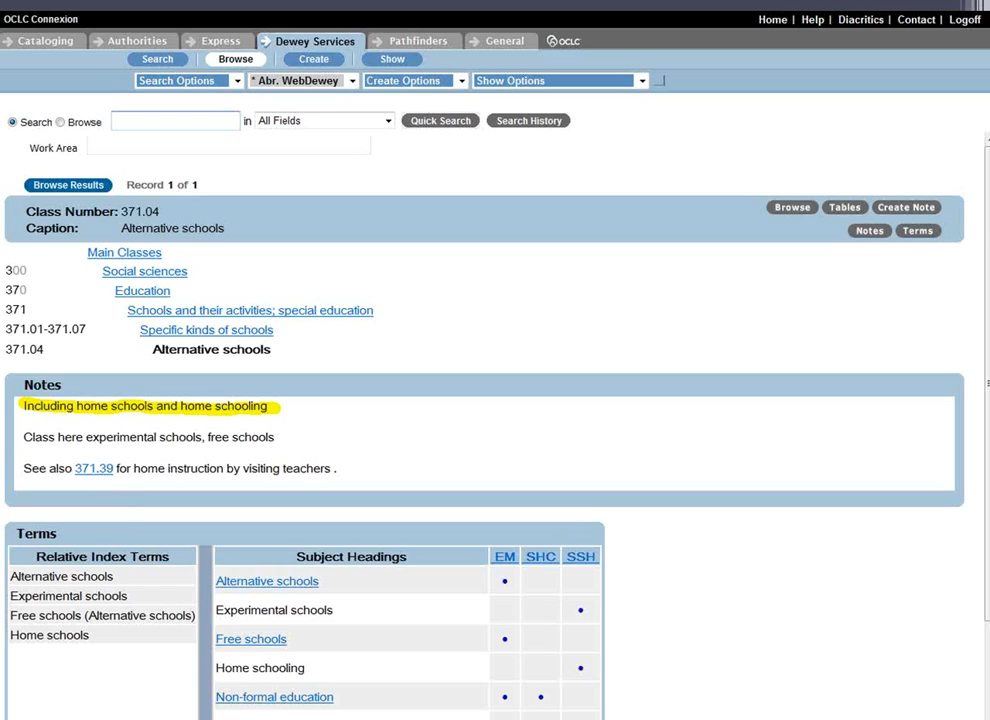 OCLC Connexion
Home | Help | Diacritics | Contact | Logoff
Cataloging Authorities Express Dewey Services Pathfinders General OCLC
Search Browse Create Show
Search Options * Abr. WebDewey Create Options Show Options
Search Browse in All Fields Quick Search Search History
Work Area
Browse Results Record 1 of 1
Class Number: 371.04 Browse Tables Create Note
Caption: Alternative schools Notes Terms
Main Classes
300 Social sciences
370 Education
371 Schools and their activities; special education
371.01-371.07 Specific kinds of schools
371.04 Alternative schools
Notes
Including home schools and home schooling
Class here experimental schools, free schools
See also 371.39 for home instruction by visiting teachers .
Terms
Relative Index Terms Subject Headings EM SHC SSH
Alternative schools
Experimental schools
Free schools (Alternative schools)
Home schools
Alternative schools •
Experimental schools •
Free schools •
Home schooling •
Non-formal education • •